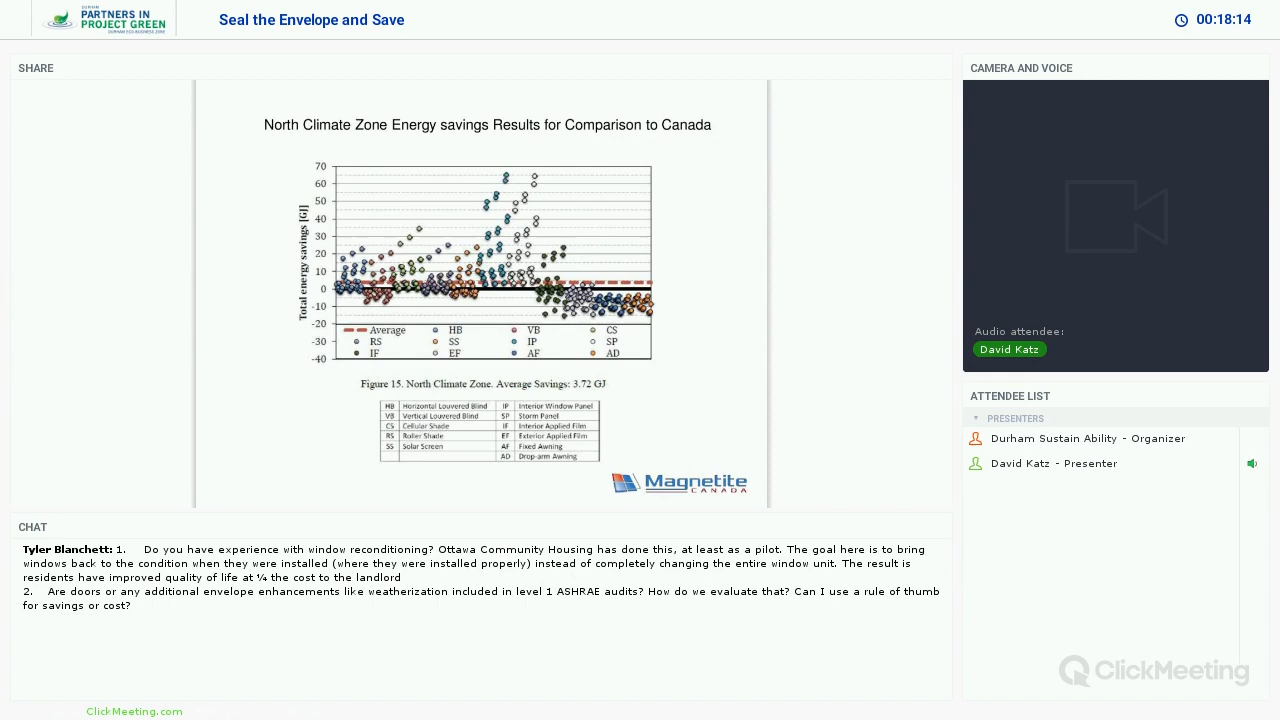 DURHAM
PARTNERS IN
PROJECT GREEN
DURHAM ECO-BUSINESS ZONE
Seal the Envelope and Save
00:18:14
SHARE
North Climate Zone Energy savings Results for Comparison to Canada
Total energy savings [GJ]
70
60
50
40
30
20
10
0
-10
-20
-30
-40
Average HB VB CS
RS SS IP SP
IF EF AF AD
Figure 15. North Climate Zone. Average Savings: 3.72 GJ
HB Horizontal Louvered Blind IP Interior Window Panel
VB Vertical Louvered Blind SP Storm Panel
CS Cellular Shade IF Interior Applied Film
RS Roller Shade EF Exterior Applied Film
SS Solar Screen AF Fixed Awning
AD Drop-arm Awning
Magnetite
CANADA
CAMERA AND VOICE
Audio attendee:
David Katz
ATTENDEE LIST
PRESENTERS
Durham Sustain Ability - Organizer
David Katz - Presenter
ClickMeeting
CHAT
Tyler Blanchett: 1. Do you have experience with window reconditioning? Ottawa Community Housing has done this, at least as a pilot. The goal here is to bring
windows back to the condition when they were installed (where they were installed properly) instead of completely changing the entire window unit. The result is
residents have improved quality of life at ¼ the cost to the landlord
2. Are doors or any additional envelope enhancements like weatherization included in level 1 ASHRAE audits? How do we evaluate that? Can I use a rule of thumb
for savings or cost?
ClickMeeting.com